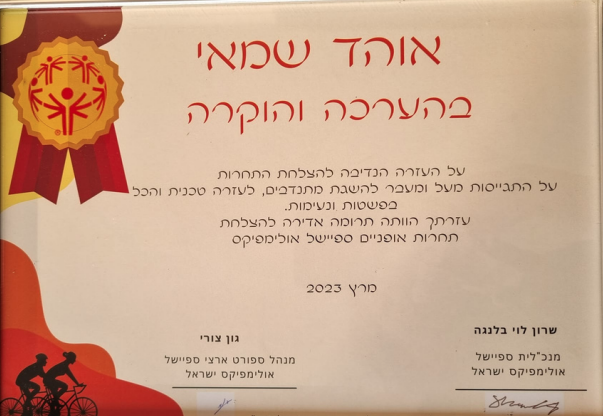 אוהד שמאי
בהערכה והוקרה
על העזרה הנדיבה להצלחת התחרות
על התגייסות מעל ומעבר להשגת מתנדבים, לעזרה טכנית והכל
בפשטות ונעימות.
עזרתך הוותה תרומה אדירה להצלחת
תחרות אופניים ספיישל אולימפיקס
מרץ 2023
שרון לוי בלנגה
מנכ"לית ספיישל
אולימפיקס ישראל
גון צורי
מנהל ספורט ארצי ספיישל
אולימפיקס ישראל